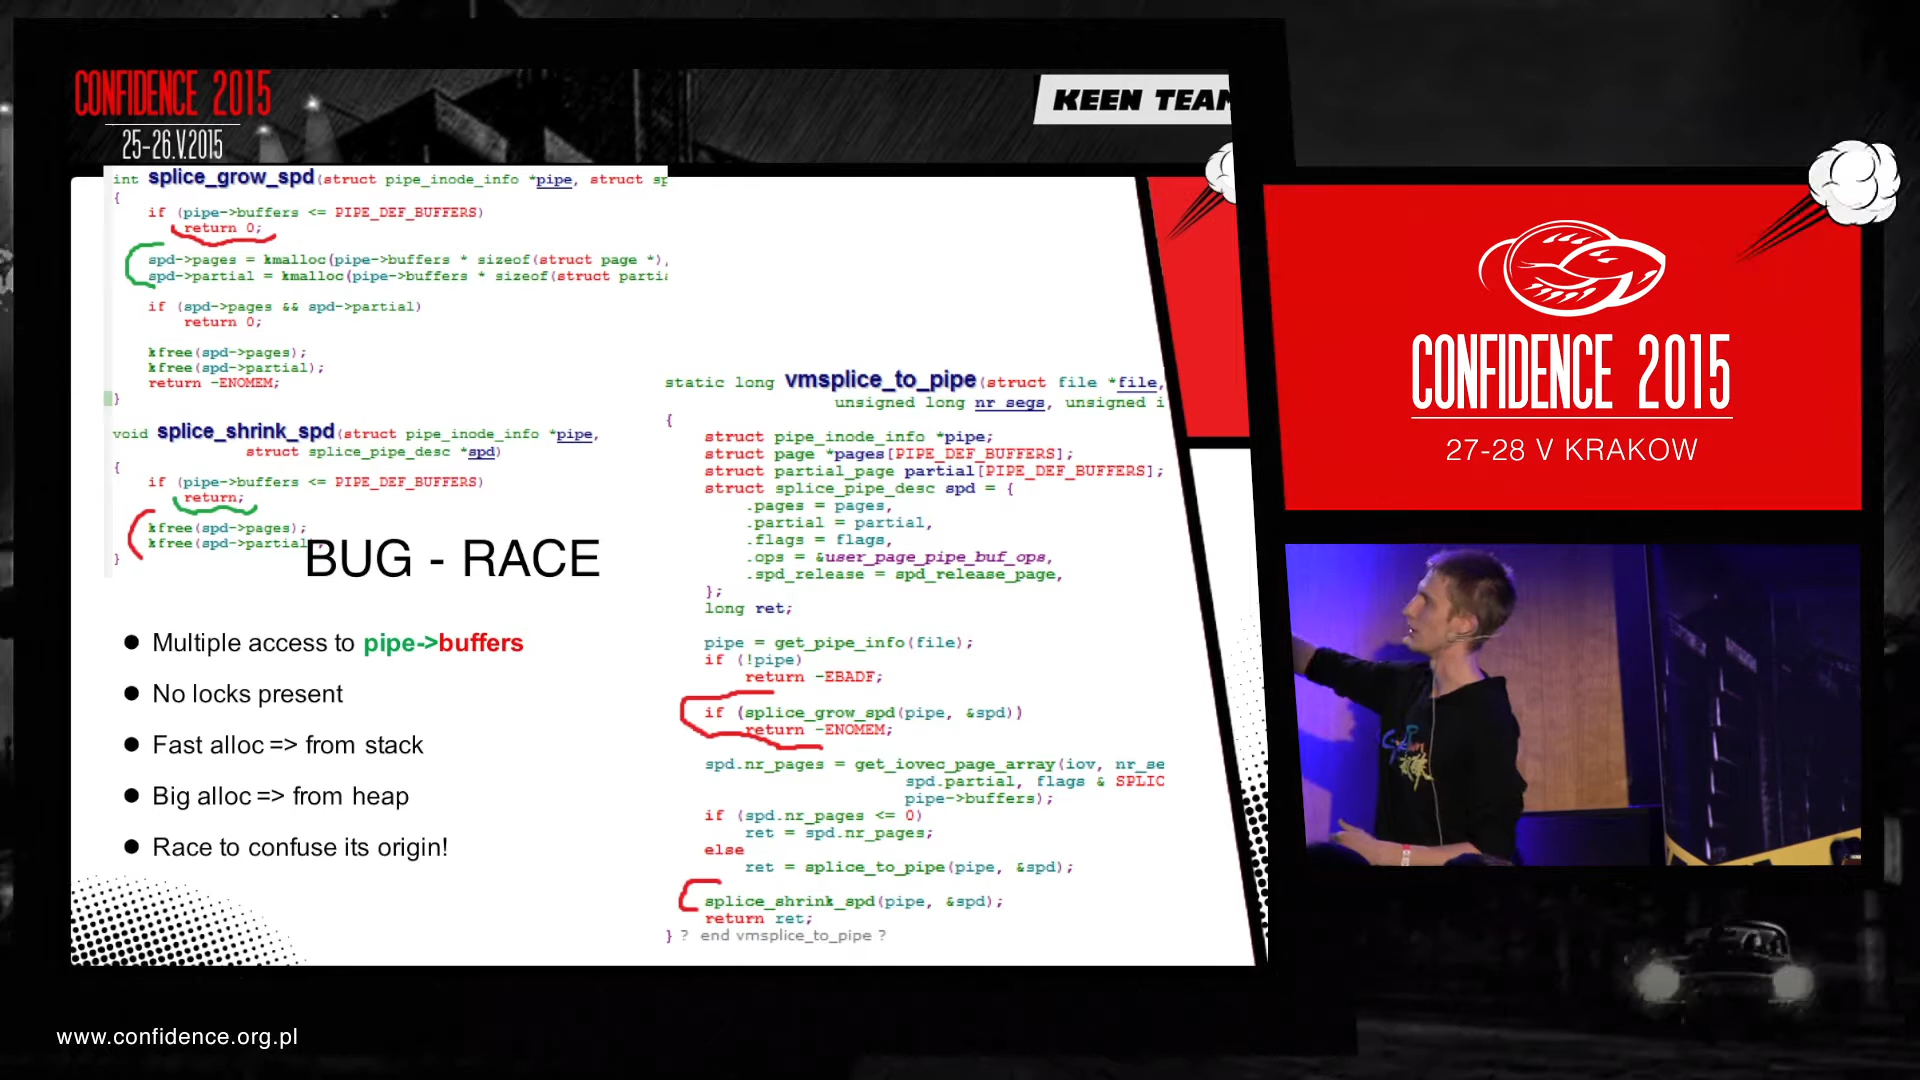 CONFIDENCE 2015
25-26.V.2015
KEEN TEAM
int splice_grow_spd(struct pipe_inode_info *pipe, struct sp
{
if (pipe->buffers <= PIPE_DEF_BUFFERS)
return 0;
spd->pages = kmalloc(pipe->buffers * sizeof(struct page *),
spd->partial = kmalloc(pipe->buffers * sizeof(struct partia
if (spd->pages && spd->partial)
return 0;
kfree(spd->pages);
kfree(spd->partial);
return -ENOMEM;
}
void splice_shrink_spd(struct pipe_inode_info *pipe,
struct splice_pipe_desc *spd)
{
if (pipe->buffers <= PIPE_DEF_BUFFERS)
return;
kfree(spd->pages);
kfree(spd->partial
}
BUG - RACE
● Multiple access to pipe->buffers
● No locks present
● Fast alloc => from stack
● Big alloc => from heap
● Race to confuse its origin!
static long vmsplice_to_pipe(struct file *file,
unsigned long nr_segs, unsigned i
{
struct pipe_inode_info *pipe;
struct page *pages[PIPE_DEF_BUFFERS];
struct partial_page partial[PIPE_DEF_BUFFERS];
struct splice_pipe_desc spd = {
.pages = pages,
.partial = partial,
.flags = flags,
.ops = &user_page_pipe_buf_ops,
.spd_release = spd_release_page,
};
long ret;
pipe = get_pipe_info(file);
if (!pipe)
return -EBADF;
if (splice_grow_spd(pipe, &spd))
return -ENOMEM;
spd.nr_pages = get_iovec_page_array(iov, nr_se
spd.partial, flags & SPLIC
pipe->buffers);
if (spd.nr_pages <= 0)
ret = spd.nr_pages;
else
ret = splice_to_pipe(pipe, &spd);
splice_shrink_spd(pipe, &spd);
return ret;
} ? end vmsplice_to_pipe ?
CONFIDENCE 2015
27-28 V KRAKOW
www.confidence.org.pl